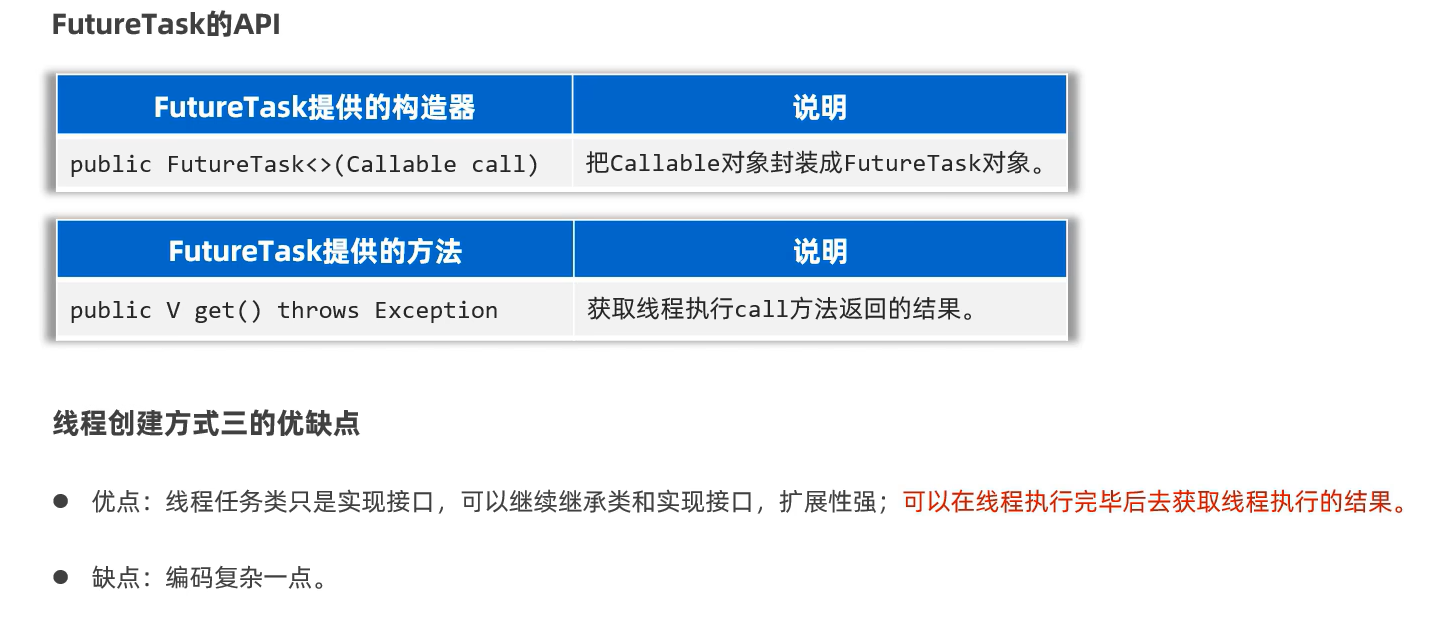 FutureTask的API
FutureTask提供的构造器 说明
public FutureTask<>(Callable call) 把Callable对象封装成FutureTask对象。
FutureTask提供的方法 说明
public V get() throws Exception 获取线程执行call方法返回的结果。
线程创建方式三的优缺点
● 优点：线程任务类只是实现接口，可以继续继承类和实现接口，扩展性强；可以在线程执行完毕后去获取线程执行的结果。
● 缺点：编码复杂一点。